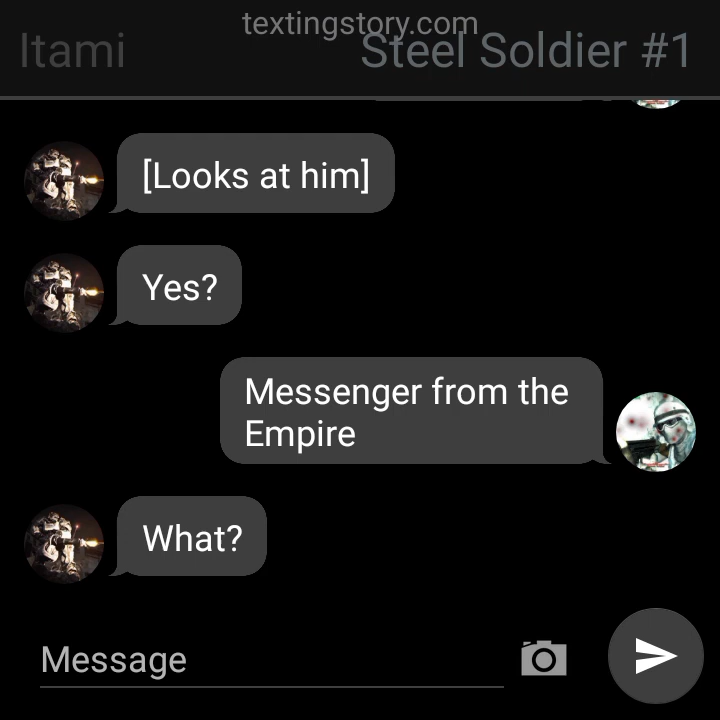 textingstory.com
Itami
Steel Soldier #1
[Looks at him]
Yes?
Messenger from the
Empire
What?
Message